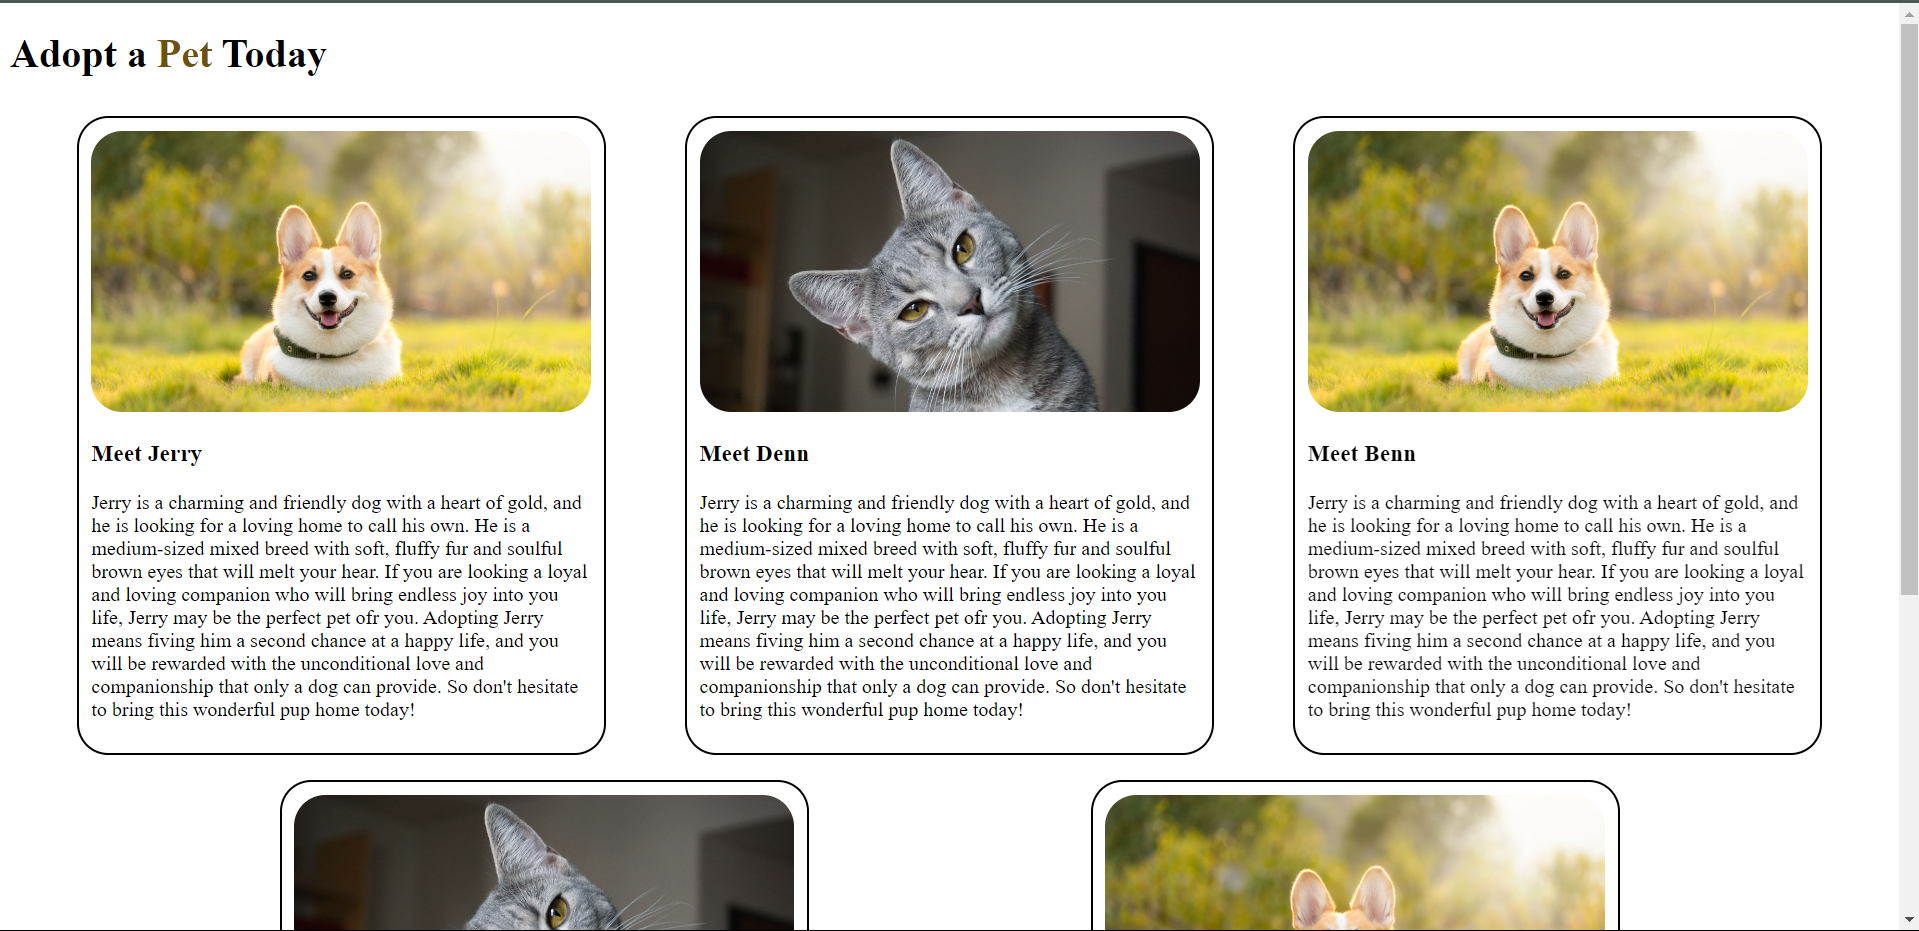 Adopt a Pet Today
Meet Jerry
Jerry is a charming and friendly dog with a heart of gold, and
he is looking for a loving home to call his own. He is a
medium-sized mixed breed with soft, fluffy fur and soulful
brown eyes that will melt your hear. If you are looking a loyal
and loving companion who will bring endless joy into you
life, Jerry may be the perfect pet ofr you. Adopting Jerry
means fiving him a second chance at a happy life, and you
will be rewarded with the unconditional love and
companionship that only a dog can provide. So don't hesitate
to bring this wonderful pup home today!
Meet Denn
Jerry is a charming and friendly dog with a heart of gold, and
he is looking for a loving home to call his own. He is a
medium-sized mixed breed with soft, fluffy fur and soulful
brown eyes that will melt your hear. If you are looking a loyal
and loving companion who will bring endless joy into you
life, Jerry may be the perfect pet ofr you. Adopting Jerry
means fiving him a second chance at a happy life, and you
will be rewarded with the unconditional love and
companionship that only a dog can provide. So don't hesitate
to bring this wonderful pup home today!
Meet Benn
Jerry is a charming and friendly dog with a heart of gold, and
he is looking for a loving home to call his own. He is a
medium-sized mixed breed with soft, fluffy fur and soulful
brown eyes that will melt your hear. If you are looking a loyal
and loving companion who will bring endless joy into you
life, Jerry may be the perfect pet ofr you. Adopting Jerry
means fiving him a second chance at a happy life, and you
will be rewarded with the unconditional love and
companionship that only a dog can provide. So don't hesitate
to bring this wonderful pup home today!